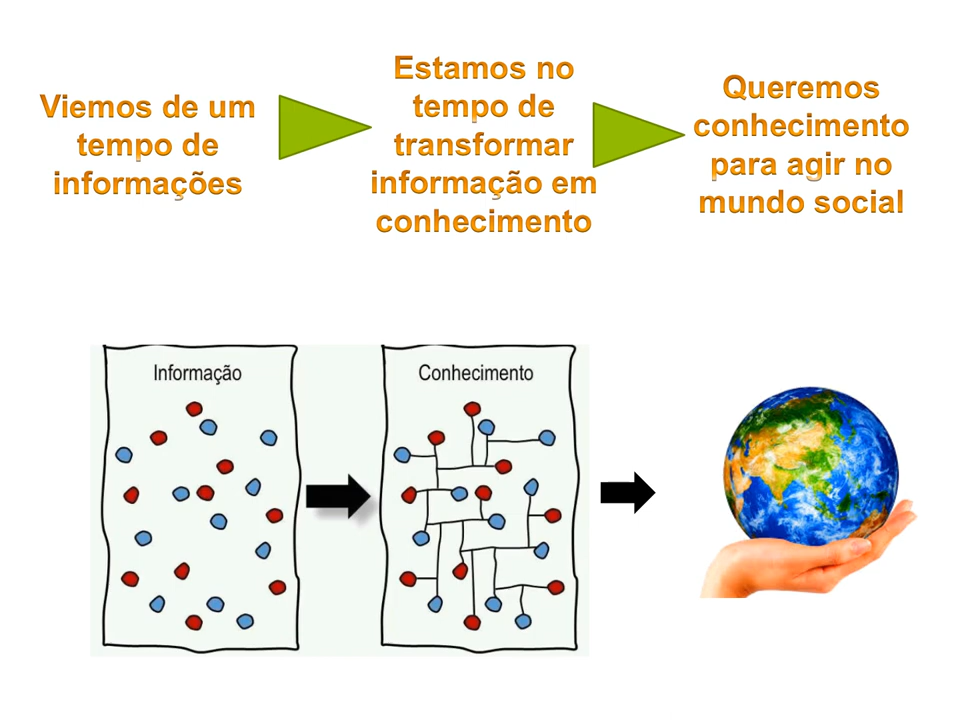 Viemos de um
tempo de
informações
Estamos no
tempo de
transformar
informação em
conhecimento
Queremos
conhecimento
para agir no
mundo social
Informação
Conhecimento